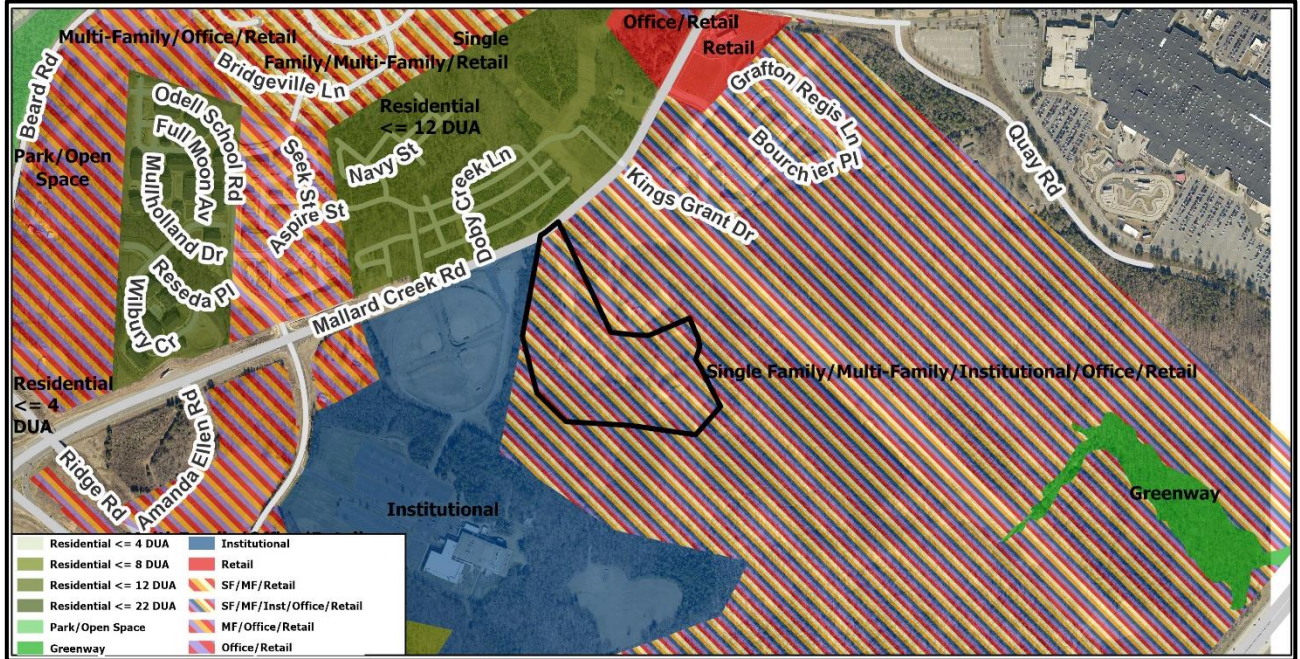 Office/Retail
Retail
Multi-Family/Office/Retail
Single
Family/Multi-Family/Retail
Bridgeville Ln
Beard Rd
Odell School Rd
Full Moon Av
Mullholland Dr
Residential
<= 12 DUA
Grafton Regis Ln
Bourchier Pl
Quay Rd
Park/Open
Space
Seek St
Navy St
Aspire St
Doby Creek Ln
Kings Grant Dr
Reseda Pl
Wilbury Cr
Mallard Creek Rd
Residential
<= 4
DUA
Single Family/Multi-Family/Institutional/Office/Retail
Amanda Ellen Rd
Ridge Rd
Greenway
Institutional
Residential <= 4 DUA
Residential <= 8 DUA
Residential <= 12 DUA
Residential <= 22 DUA
Park/Open Space
Greenway
Institutional
Retail
SF/MF/Retail
SF/MF/Inst/Office/Retail
MF/Office/Retail
Office/Retail